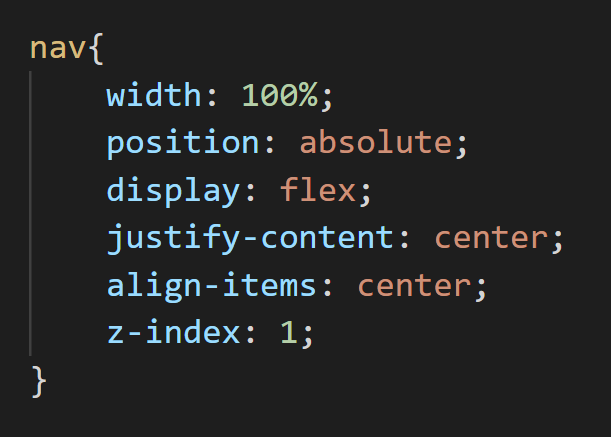 nav{
    width: 100%;
    position: absolute;
    display: flex;
    justify-content: center;
    align-items: center;
    z-index: 1;
}